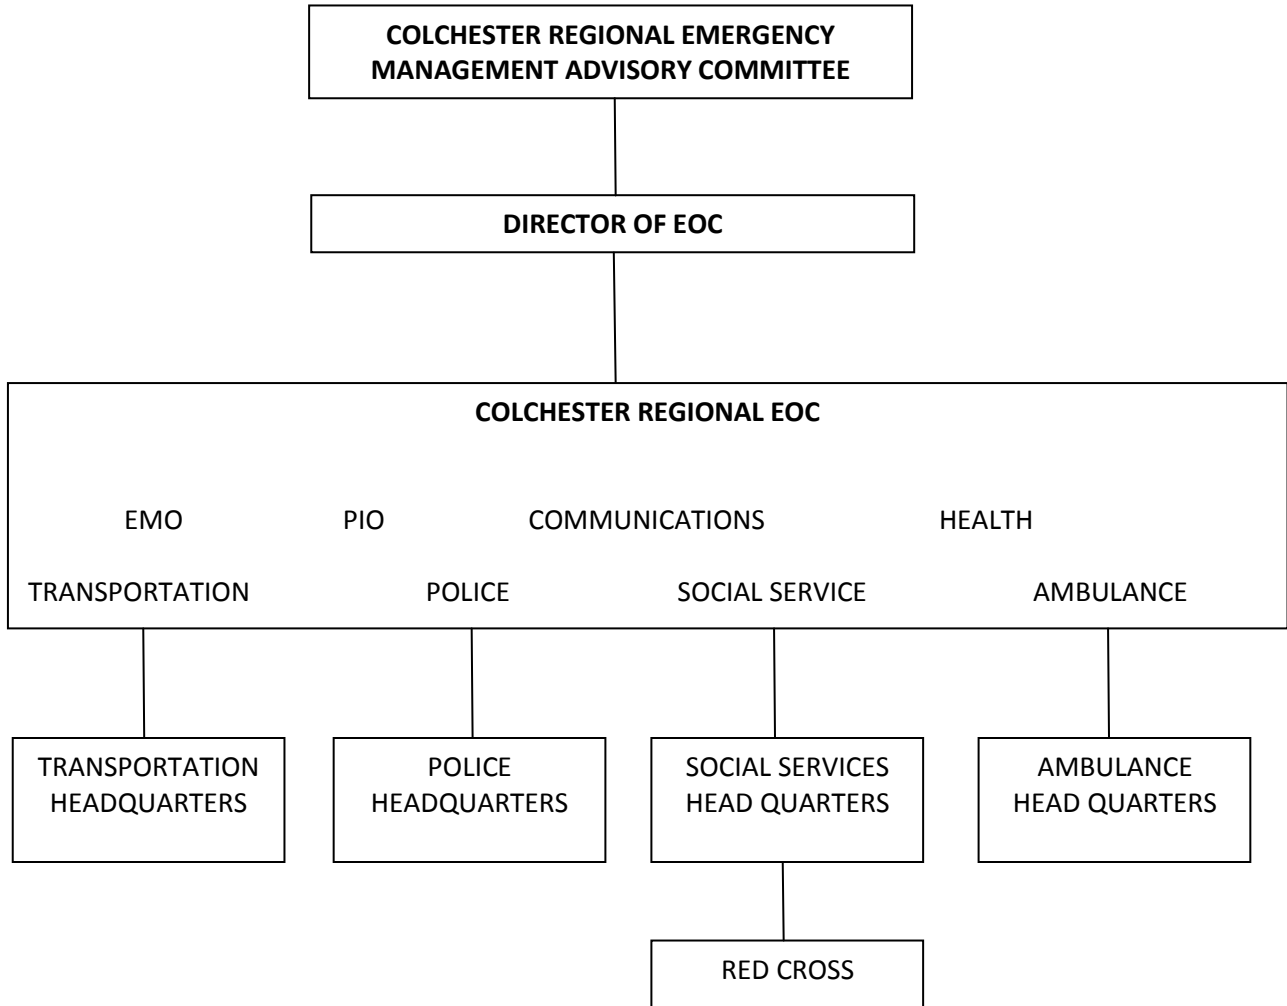 COLCHESTER REGIONAL EMERGENCY
MANAGEMENT ADVISORY COMMITTEE
DIRECTOR OF EOC
COLCHESTER REGIONAL EOC
EMO PIO COMMUNICATIONS HEALTH
TRANSPORTATION POLICE SOCIAL SERVICE AMBULANCE
TRANSPORTATION
HEADQUARTERS
POLICE
HEADQUARTERS
SOCIAL SERVICES
HEAD QUARTERS
AMBULANCE
HEAD QUARTERS
RED CROSS